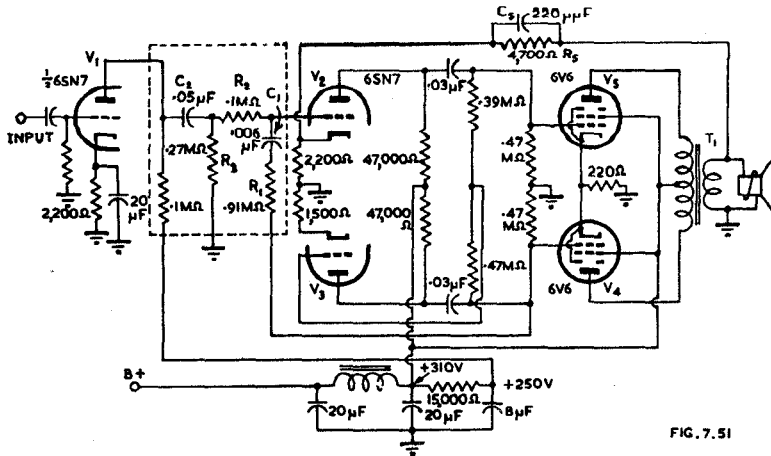 C5 220μμF
4,700Ω R5
V1
½6SN7
INPUT
2,200Ω
20 μF
C2
.05μF
R2
.1MΩ
C1
.006 μF
.27MΩ
R3
R1
.1MΩ
.91MΩ
V2
6SN7
2,200Ω
1,500Ω
V3
.03μF
.39MΩ
47,000Ω
47,000 Ω
.47MΩ
.03μF
.47 MΩ
.47 MΩ
6V6
V5
220Ω
6V6
V4
T1
B+
+310V
+250V
15,000Ω
20μF
20μF
8μF
FIG.7.51